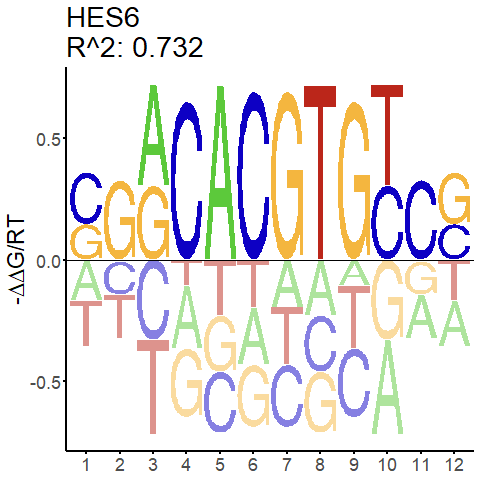 HES6
R^2: 0.732
-ΔΔG/RT
0.5
0.0
-0.5
C G A C A C G T G T C G
G G G C C C
A C C T T T A A A G G T
T T T A G A T C T A A A
G C G C G C
1 2 3 4 5 6 7 8 9 10 11 12